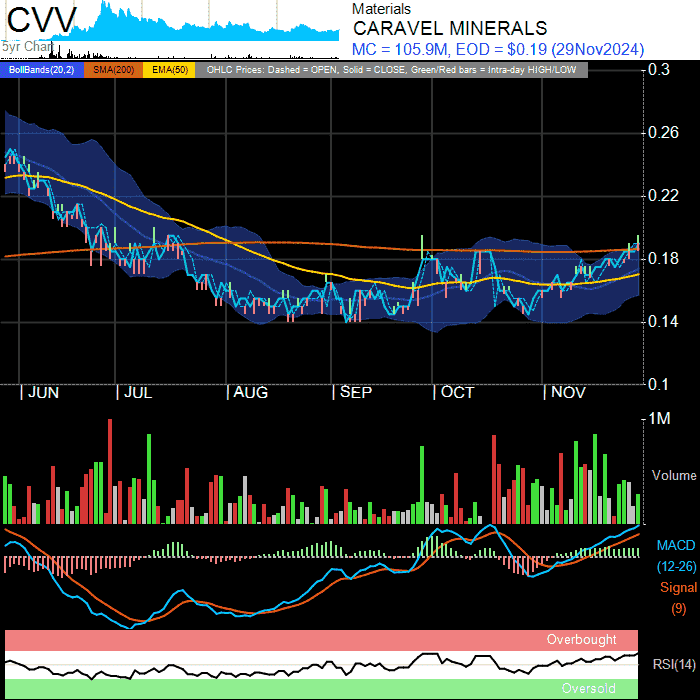 CVV
5yr Chart
Materials
CARAVEL MINERALS
MC = 105.9M, EOD = $0.19 (29Nov2024)
BollBands(20,2) SMA(200) EMA(50) OHLC Prices: Dashed = OPEN, Solid = CLOSE, Green/Red bars = Intra-day HIGH/LOW
0.3
0.26
0.22
0.18
0.14
0.1
JUN JUL AUG SEP OCT NOV
1M
Volume
MACD
(12-26)
Signal
(9)
Overbought
RSI(14)
Oversold